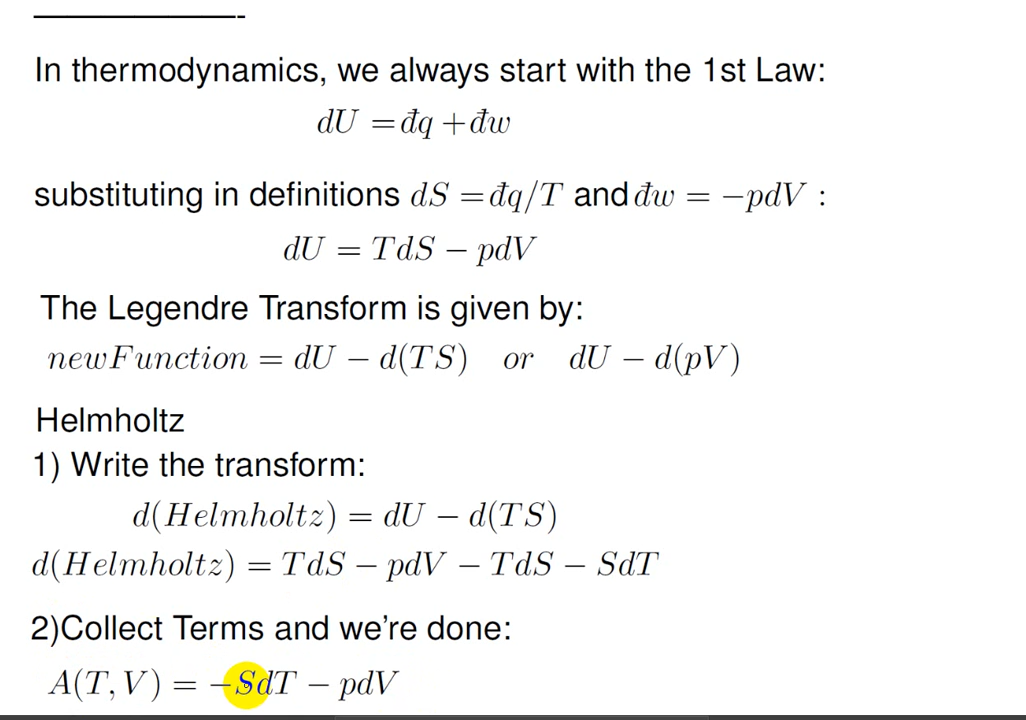 In thermodynamics, we always start with the 1st Law:
dU = đq + đw
substituting in definitions dS = đq/T and đw = −pdV :
dU = TdS − pdV
The Legendre Transform is given by:
newFunction = dU − d(TS) or dU − d(pV)
Helmholtz
1) Write the transform:
d(Helmholtz) = dU − d(TS)
d(Helmholtz) = TdS − pdV − TdS − SdT
2)Collect Terms and we're done:
A(T, V) = −SdT − pdV